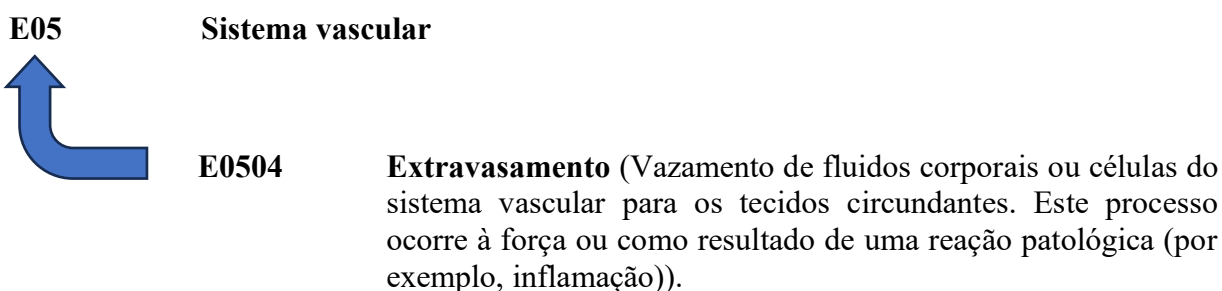 E05 Sistema vascular
E0504 Extravasamento (Vazamento de fluidos corporais ou células do
sistema vascular para os tecidos circundantes. Este processo
ocorre à força ou como resultado de uma reação patológica (por
exemplo, inflamação)).